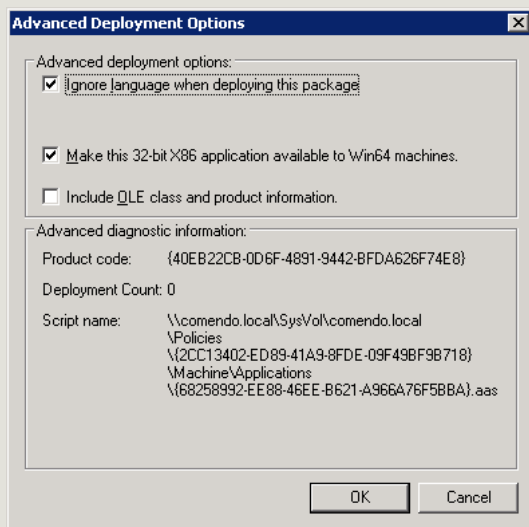 Advanced Deployment Options
Advanced deployment options:
Ignore language when deploying this package
Make this 32-bit X86 application available to Win64 machines.
Include OLE class and product information.
Advanced diagnostic information:
Product code: {40EB22CB-0D6F-4891-9442-BFDA626F74E8}
Deployment Count: 0
Script name: \\comendo.local\SysVol\comendo.local
\Policies
\{2CC13402-ED89-41A9-8FDE-09F49BF9B718}
\Machine\Applications
\{68258992-EE88-46EE-B621-A966A76F5BBA}.aas
OK Cancel